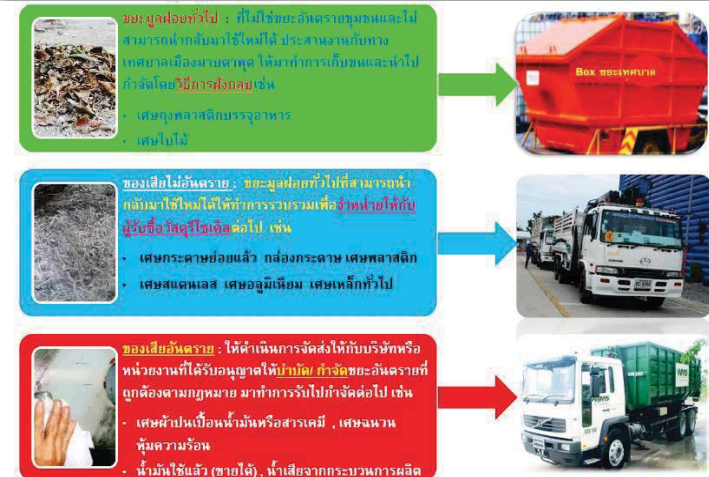 ขยะมูลฝอยทั่วไป : ที่ไม่ใช่ขยะอันตรายชุมชนและไม่
สามารถนำกลับมาใช้ใหม่ได้ ประสานงานกับทาง
เทศบาลเมืองมาบตาพุด ให้มาทำการเก็บขนและนำไป
กำจัดโดยวิธีการฝังกลบเช่น
• เศษถุงพลาสติกบรรจุอาหาร
• เศษใบไม้
Box ขยะเทศบาล
ของเสียไม่อันตราย : ขยะมูลฝอยทั่วไปที่สามารถนำ
กลับมาใช้ใหม่ได้ให้ทำการรวบรวมเพื่อจำหน่ายให้กับ
ผู้รับซื้อวัสดุรีไซเคิลต่อไป เช่น
• เศษกระดาษย่อยแล้ว กล่องกระดาษ เศษพลาสติก
• เศษสแตนเลส เศษอลูมิเนียม เศษเหล็กทั่วไป
ของเสียอันตราย : ให้ดำเนินการจัดส่งให้กับบริษัทหรือ
หน่วยงานที่ได้รับอนุญาตให้บำบัด/ กำจัดขยะอันตรายที่
ถูกต้องตามกฎหมาย มาทำการรับไปกำจัดต่อไป เช่น
• เศษผ้าปนเปื้อนน้ำมันหรือสารเคมี , เศษฉนวน
หุ้มความร้อน
• น้ำมันใช้แล้ว (ขายได้) , น้ำเสียจากกระบวนการผลิต
WMS